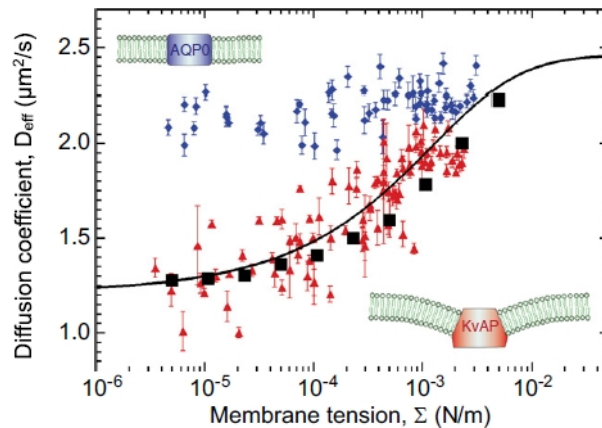 AQP0
KvAP
Diffusion coefficient, D_eff (μm²/s)
2.5
2.0
1.5
1.0
10⁻⁶
10⁻⁵
10⁻⁴
10⁻³
10⁻²
Membrane tension, Σ (N/m)